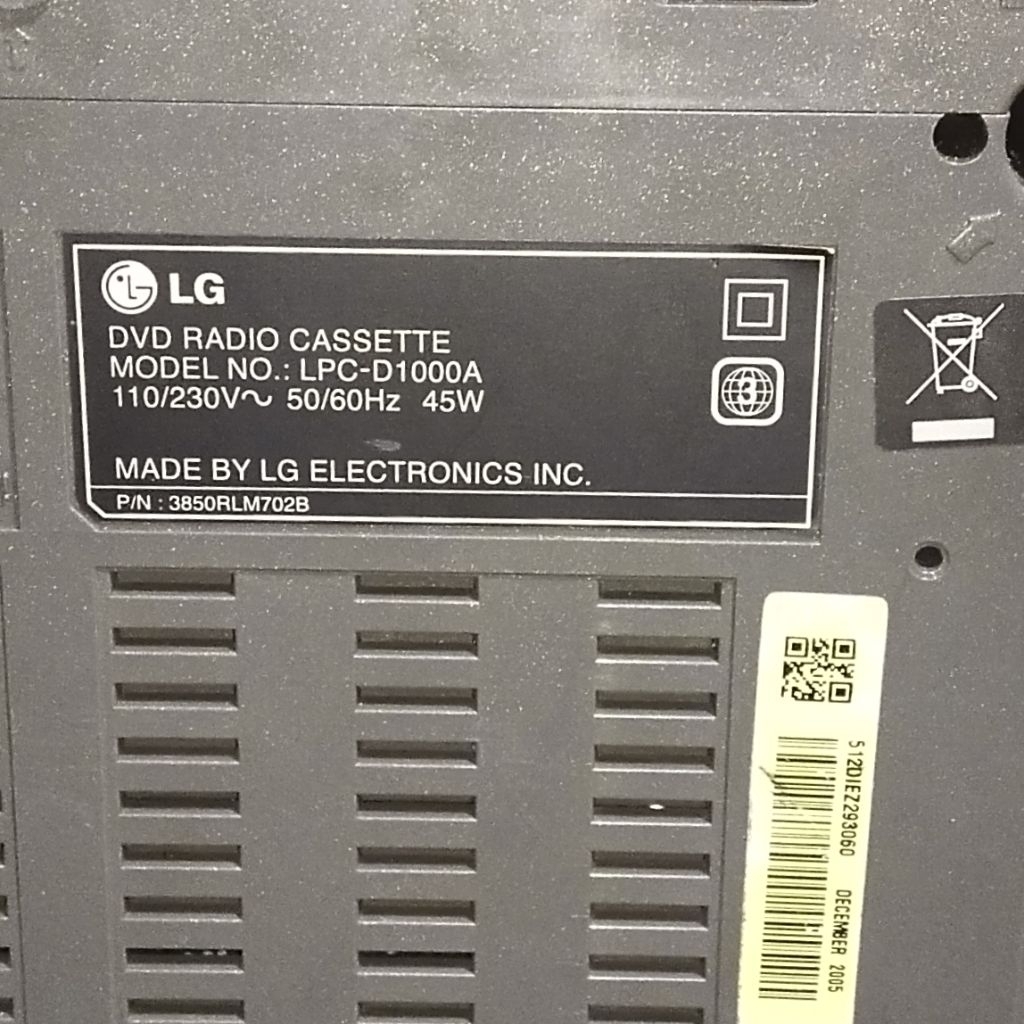 LG
DVD RADIO CASSETTE
MODEL NO.: LPC-D1000A
110/230V~ 50/60Hz 45W
3
MADE BY LG ELECTRONICS INC.
P/N : 3850RLM702B
512DIEZ293060 DECEMBER 2005